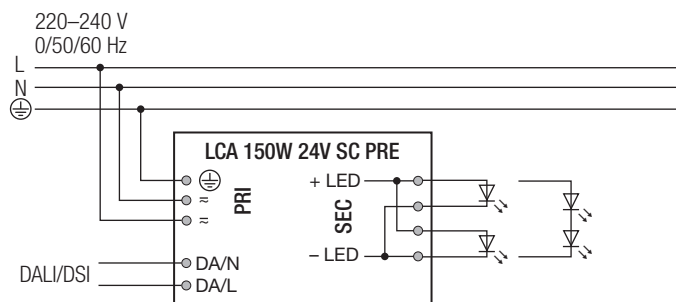 220–240 V
0/50/60 Hz
L
N
LCA 150W 24V SC PRE
PRI
≂
≂
+ LED
SEC
– LED
DALI/DSI
DA/N
DA/L